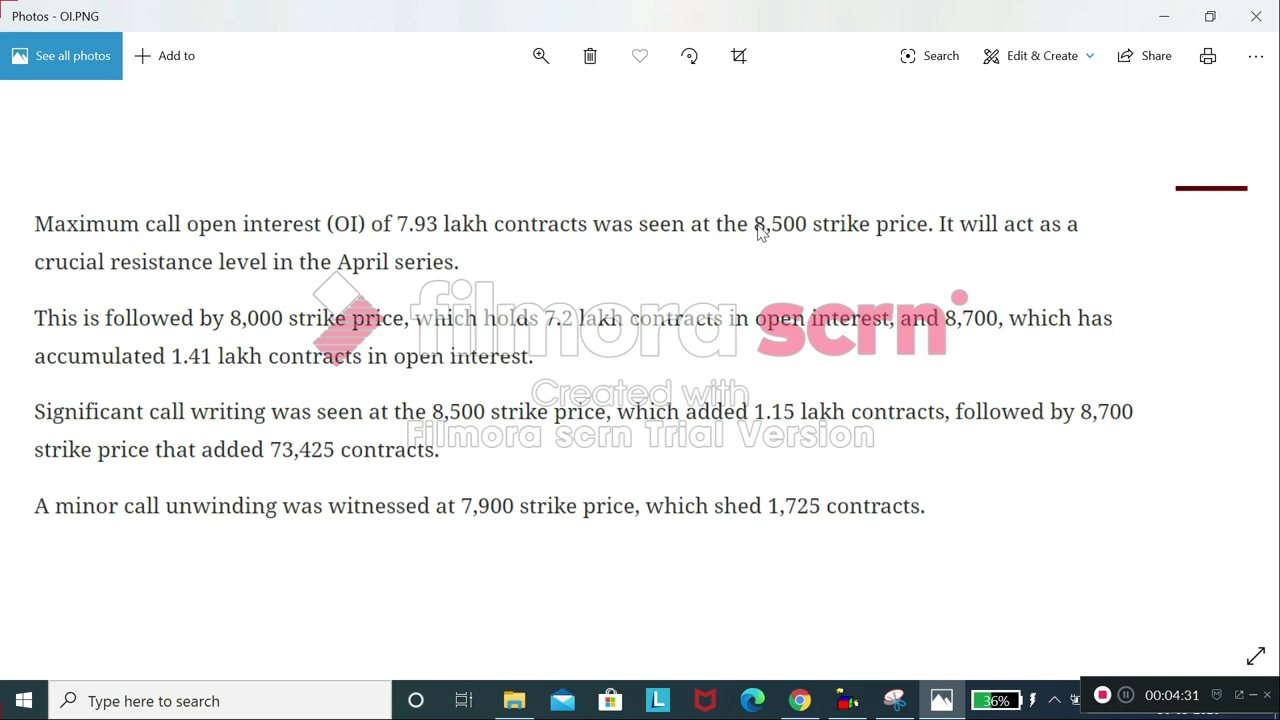 Photos - OI.PNG
See all photos
Add to
Search
Edit & Create
Share
Maximum call open interest (OI) of 7.93 lakh contracts was seen at the 8,500 strike price. It will act as a
crucial resistance level in the April series.
This is followed by 8,000 strike price, which holds 7.2 lakh contracts in open interest, and 8,700, which has
accumulated 1.41 lakh contracts in open interest.
filmora scrn
Created with
Filmora scrn Trial Version
Significant call writing was seen at the 8,500 strike price, which added 1.15 lakh contracts, followed by 8,700
strike price that added 73,425 contracts.
A minor call unwinding was witnessed at 7,900 strike price, which shed 1,725 contracts.
Type here to search
L
36%
00:04:31